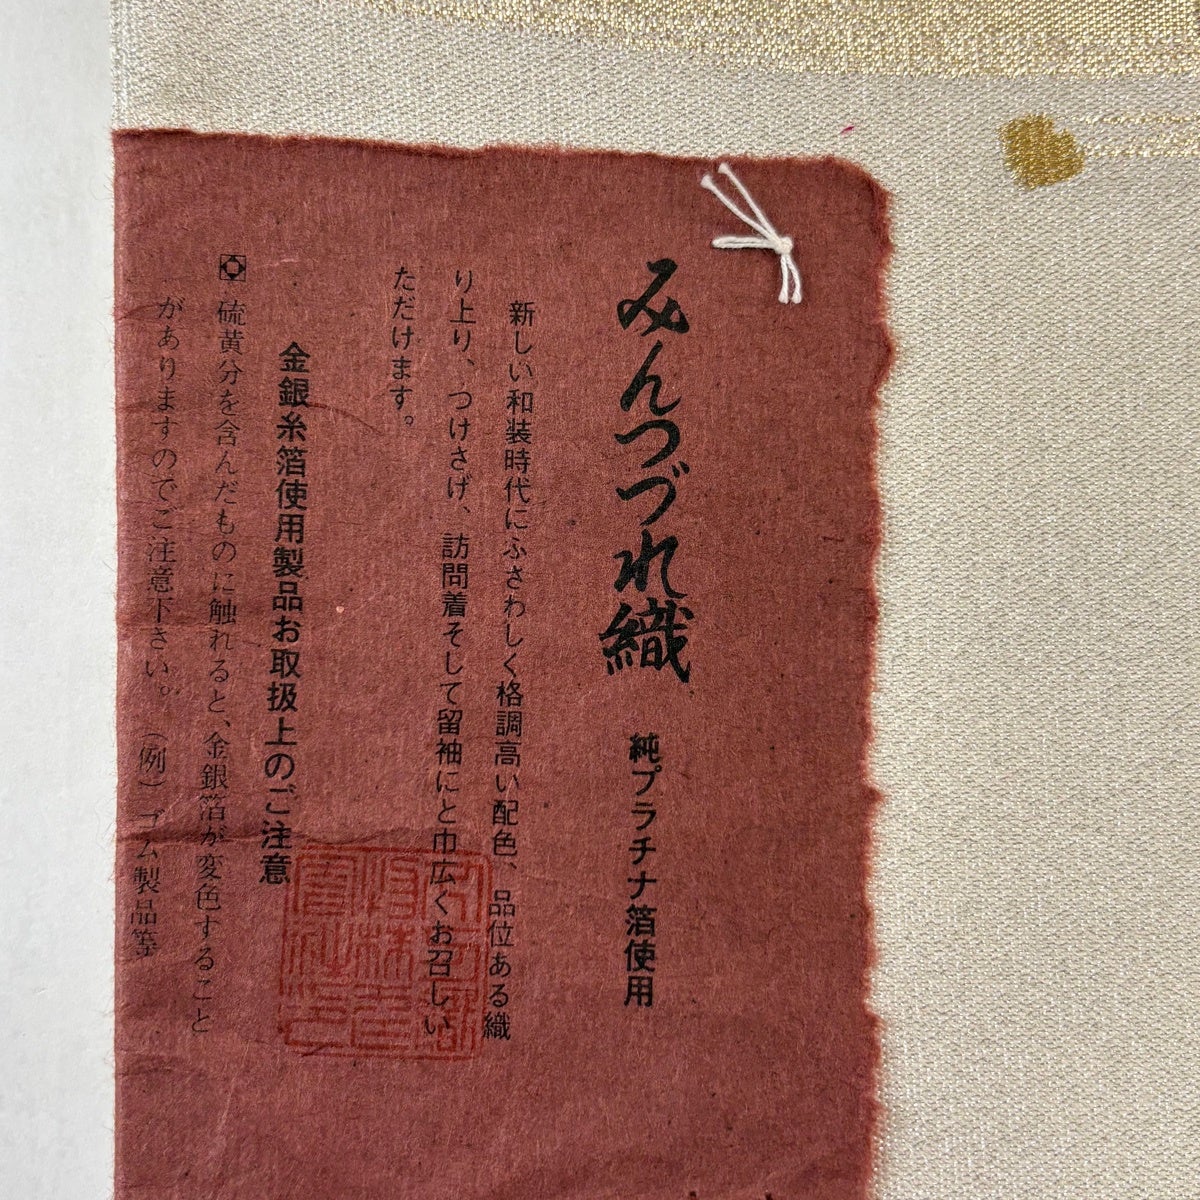 みんつづれ織 純プラチナ箔使用
新しい和装時代にふさわしく格調高い配色、品位ある織
り上り、つけさげ、訪問着そして留袖にと巾広くお召しい
ただけます。
金銀糸箔使用製品お取扱上のご注意
硫黄分を含んだものに触れると、金銀箔が変色すること
がありますのでご注意下さい。(例)ゴム製品等